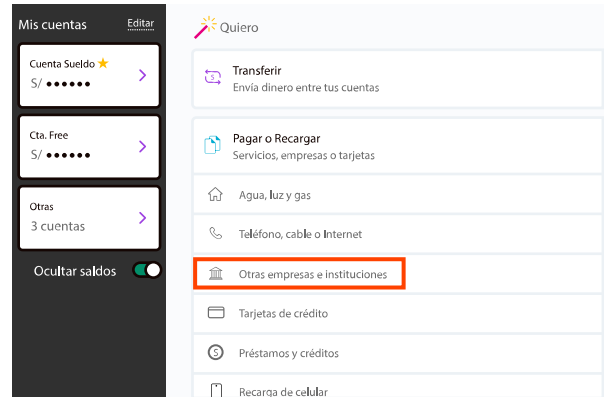 Mis cuentas
Editar
Cuenta Sueldo
S/ ••••••
Cta. Free
S/ ••••••
Otras
3 cuentas
Ocultar saldos
Quiero
Transferir
Envía dinero entre tus cuentas
Pagar o Recargar
Servicios, empresas o tarjetas
Agua, luz y gas
Teléfono, cable o Internet
Otras empresas e instituciones
Tarjetas de crédito
Préstamos y créditos
Recarga de celular